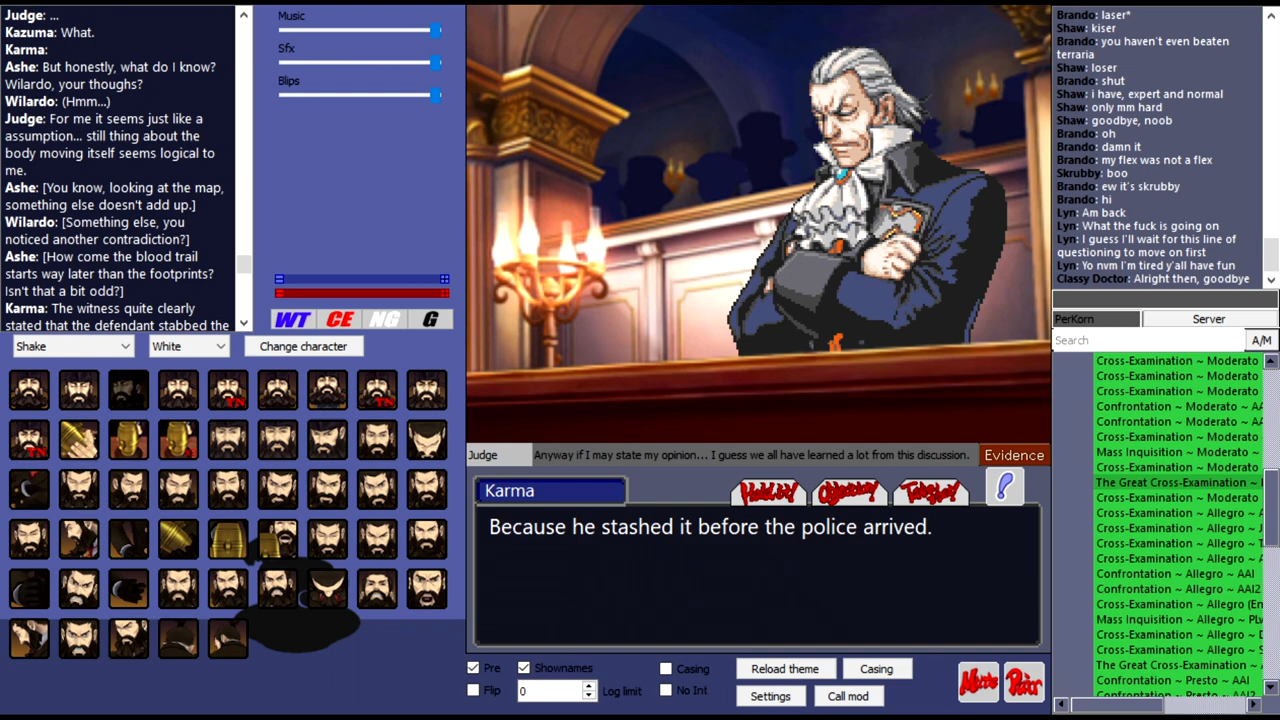 Judge: ...
Kazuma: What.
Karma:
Ashe: But honestly, what do I know?
Wilardo, your thoughts?
Wilardo: (Hmm...)
Judge: For me it seems just like a
assumption... still thing about the
body moving itself seems logical to
me.
Ashe: [You know, looking at the map,
something else doesn't add up.]
Wilardo: [Something else, you
noticed another contradiction?]
Ashe: [How come the blood trail
starts way later than the footprints?
Isn't that a bit odd?]
Karma: The witness quite clearly
stated that the defendant stabbed the
Music
Sfx
Blips
WT CE NG G
Shake White Change character
TN
TN
TN
Judge Anyway if I may state my opinion... I guess we all have learned a lot from this discussion. Evidence
Karma Hold it! Objection! Take that!
Because he stashed it before the police arrived.
Pre Shownames Casing Reload theme Casing
Flip 0 Log limit No Int Settings Call mod
Mute Pair
Brando: laser*
Shaw: kiser
Brando: you haven't even beaten
terraria
Shaw: loser
Brando: shut
Shaw: i have, expert and normal
Shaw: only mm hard
Shaw: goodbye, noob
Brando: oh
Brando: damn it
Brando: my flex was not a flex
Skrubby: boo
Brando: ew it's skrubby
Brando: hi
Lyn: Am back
Lyn: What the fuck is going on
Lyn: I guess I'll wait for this line of
questioning to move on first
Lyn: Yo nvm I'm tired y'all have fun
Classy Doctor: Alright then, goodbye
PerKorn Server
Search A/M
Cross-Examination ~ Moderato
Cross-Examination ~ Moderato
Cross-Examination ~ Moderato
Confrontation ~ Moderato ~ AA
Confrontation ~ Moderato ~ AA
Cross-Examination ~ Moderato
Mass Inquisition ~ Moderato ~
Cross-Examination ~ Moderato
The Great Cross-Examination ~
Cross-Examination ~ Moderato
Cross-Examination ~ Allegro ~
Cross-Examination ~ Allegro ~
Cross-Examination ~ Allegro ~
Cross-Examination ~ Allegro ~
Confrontation ~ Allegro ~ AAI
Confrontation ~ Allegro ~ AAI2
Cross-Examination ~ Allegro (En
Mass Inquisition ~ Allegro ~ PL
Cross-Examination ~ Allegro ~
Cross-Examination ~ Allegro ~
The Great Cross-Examination ~
Confrontation ~ Presto ~ AAI
Confrontation ~ Presto ~ AAI2